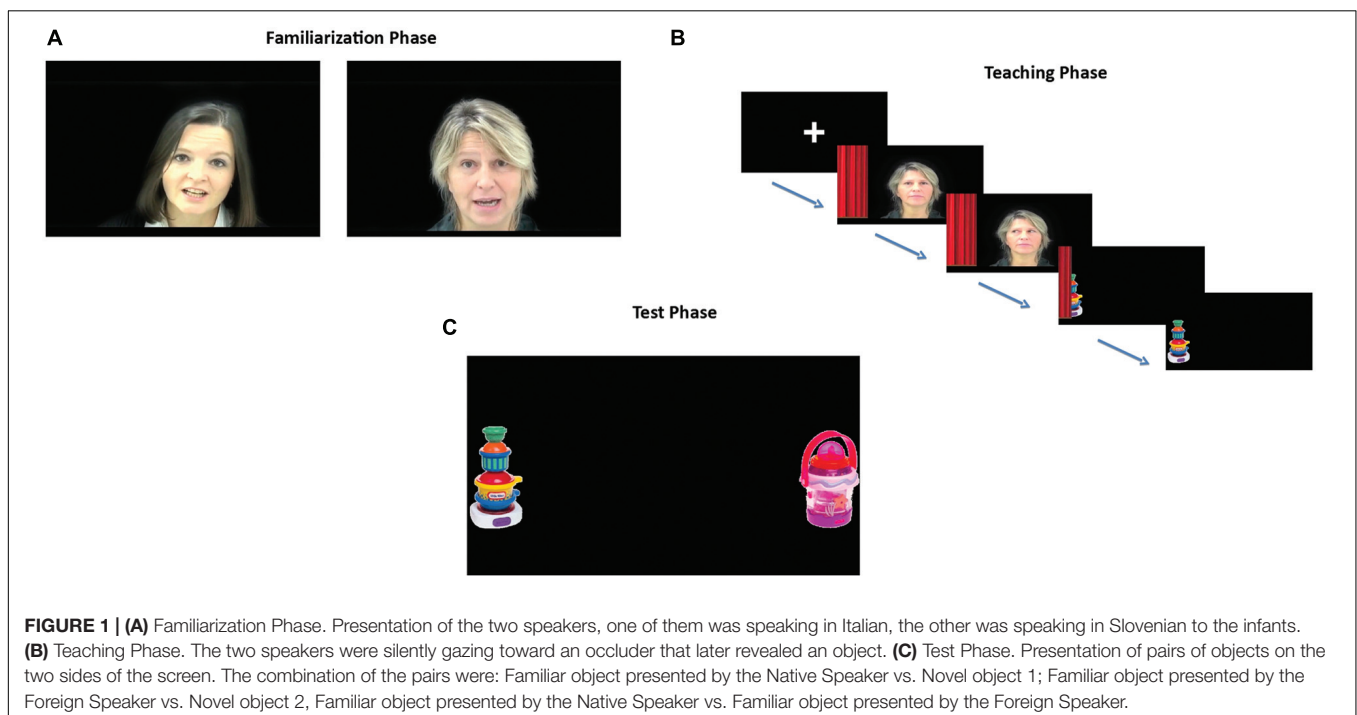 A
Familiarization Phase
B
Teaching Phase
C
Test Phase
FIGURE 1 | (A) Familiarization Phase. Presentation of the two speakers, one of them was speaking in Italian, the other was speaking in Slovenian to the infants.
(B) Teaching Phase. The two speakers were silently gazing toward an occluder that later revealed an object. (C) Test Phase. Presentation of pairs of objects on the
two sides of the screen. The combination of the pairs were: Familiar object presented by the Native Speaker vs. Novel object 1; Familiar object presented by the
Foreign Speaker vs. Novel object 2, Familiar object presented by the Native Speaker vs. Familiar object presented by the Foreign Speaker.